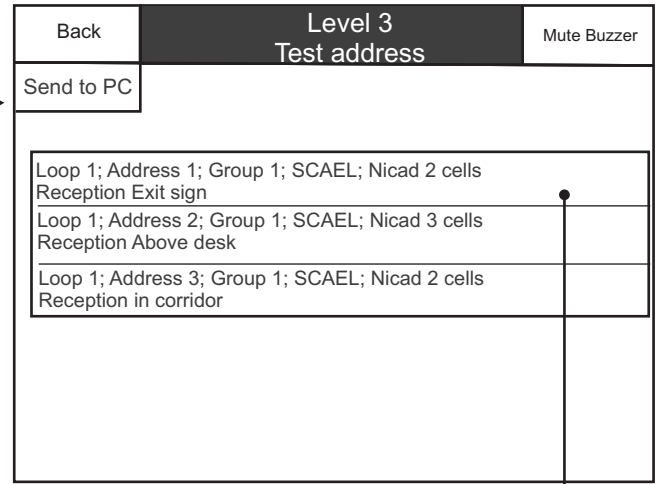 Back
Level 3
Test address
Mute Buzzer
Send to PC
Loop 1; Address 1; Group 1; SCAEL; Nicad 2 cells
Reception Exit sign
Loop 1; Address 2; Group 1; SCAEL; Nicad 3 cells
Reception Above desk
Loop 1; Address 3; Group 1; SCAEL; Nicad 2 cells
Reception in corridor